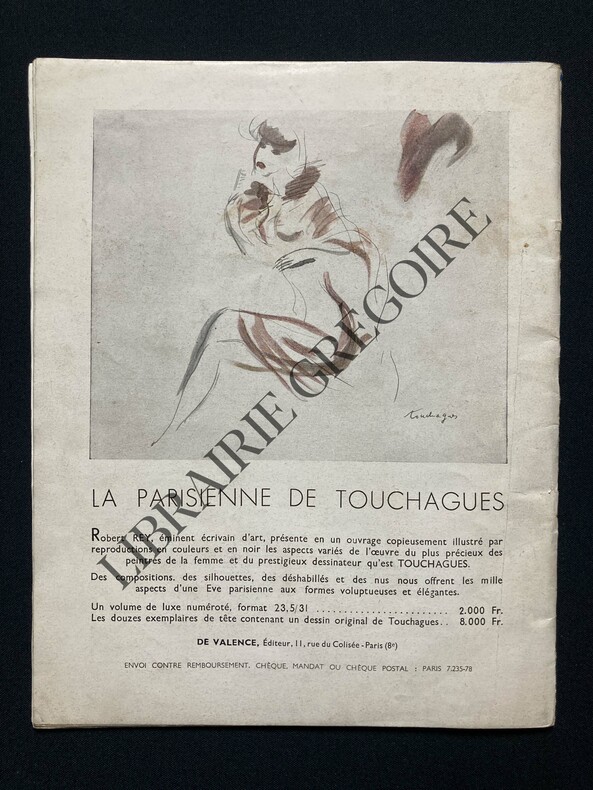 Touchagues
LA PARISIENNE DE TOUCHAGUES
Robert REY, éminent écrivain d'art, présente en un ouvrage copieusement illustré par
reproductions en couleurs et en noir les aspects variés de l'œuvre du plus précieux des
peintres de la femme et du prestigieux dessinateur qu'est TOUCHAGUES.
Des compositions, des silhouettes, des déshabillés et des nus nous offrent les mille
aspects d'une Eve parisienne aux formes voluptueuses et élégantes.
Un volume de luxe numéroté, format 23,5/31 ........................ 2.000 Fr.
Les douzes exemplaires de tête contenant un dessin original de Touchagues.. 8.000 Fr.
DE VALENCE, Éditeur, 11, rue du Colisée - Paris (8e)
ENVOI CONTRE REMBOURSEMENT, CHÈQUE, MANDAT OU CHÈQUE POSTAL : PARIS 7.235-78
LIBRAIRIE GRÉGOIRE